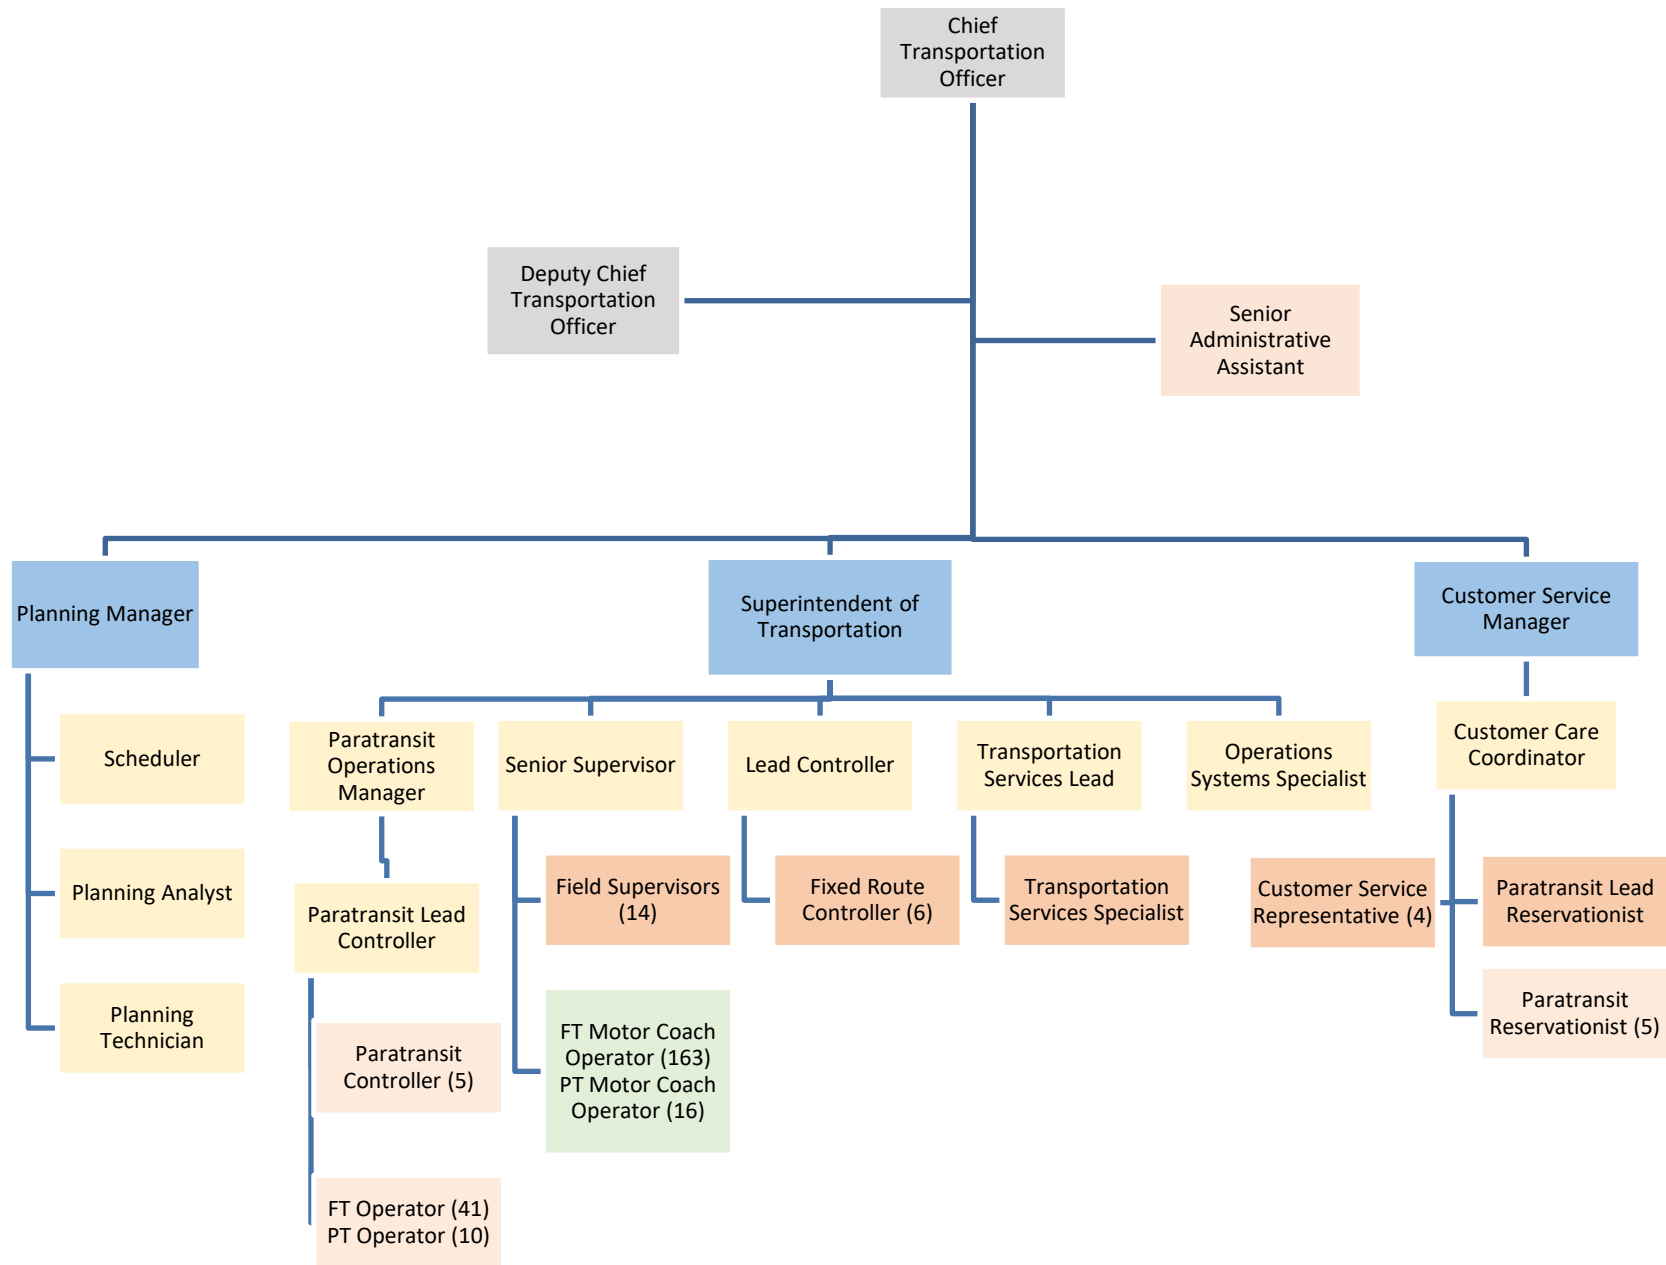 Chief
Transportation
Officer
Deputy Chief
Transportation
Officer
Senior
Administrative
Assistant
Planning Manager
Superintendent of
Transportation
Customer Service
Manager
Scheduler
Planning Analyst
Planning
Technician
Paratransit
Operations
Manager
Senior Supervisor
Lead Controller
Transportation
Services Lead
Operations
Systems Specialist
Customer Care
Coordinator
Paratransit Lead
Controller
Paratransit
Controller (5)
FT Operator (41)
PT Operator (10)
Field Supervisors
(14)
FT Motor Coach
Operator (163)
PT Motor Coach
Operator (16)
Fixed Route
Controller (6)
Transportation
Services Specialist
Customer Service
Representative (4)
Paratransit Lead
Reservationist
Paratransit
Reservationist (5)